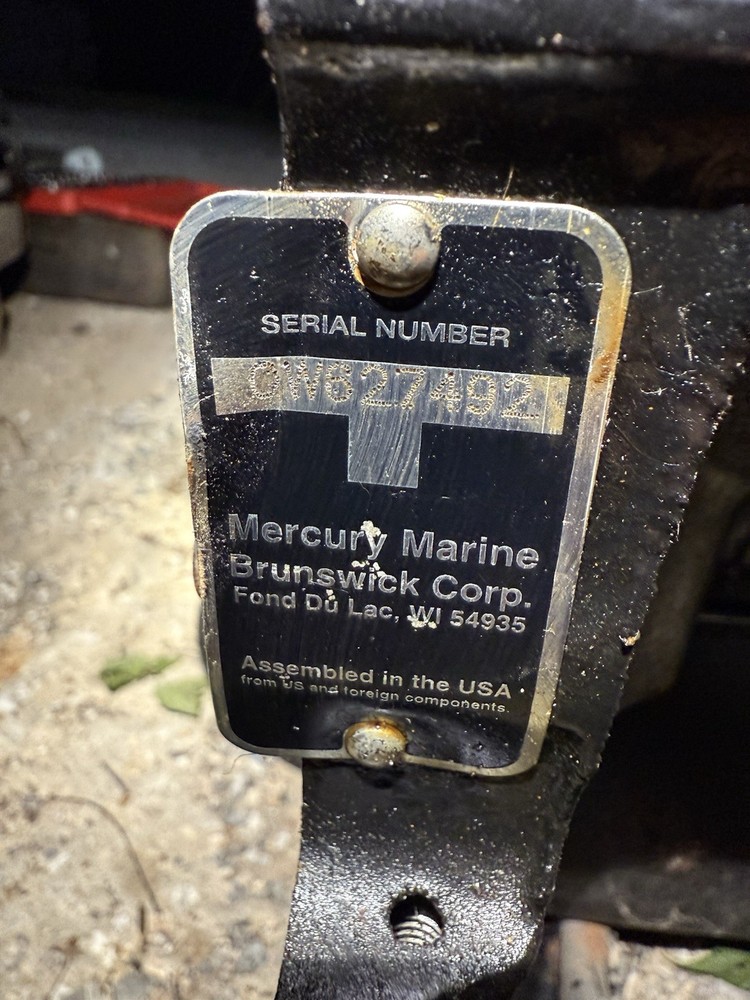 SERIAL NUMBER
0W627492
Mercury Marine
Brunswick Corp.
Fond Du Lac, WI 54935
Assembled in the USA
from US and foreign components.